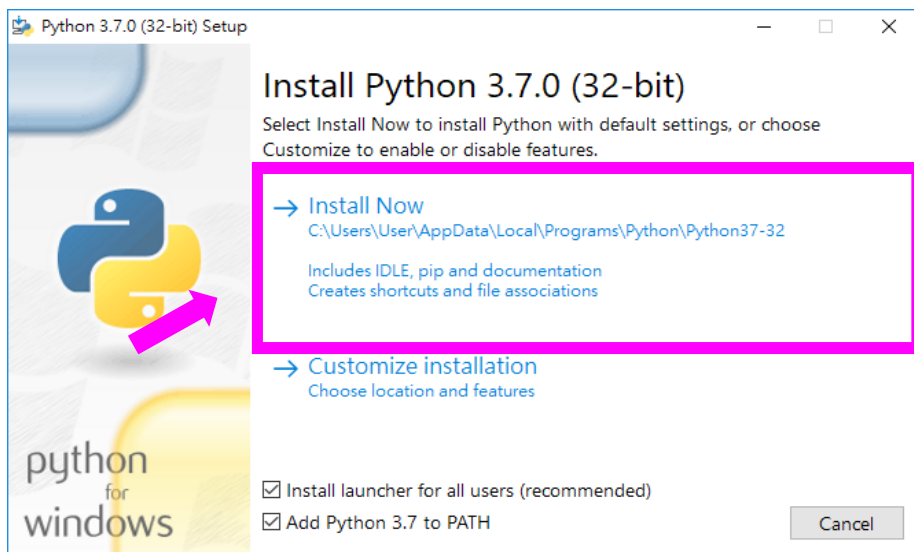 Python 3.7.0 (32-bit) Setup
Install Python 3.7.0 (32-bit)
Select Install Now to install Python with default settings, or choose
Customize to enable or disable features.
Install Now
C:\Users\User\AppData\Local\Programs\Python\Python37-32
Includes IDLE, pip and documentation
Creates shortcuts and file associations
Customize installation
Choose location and features
python
for
windows
Install launcher for all users (recommended)
Add Python 3.7 to PATH
Cancel